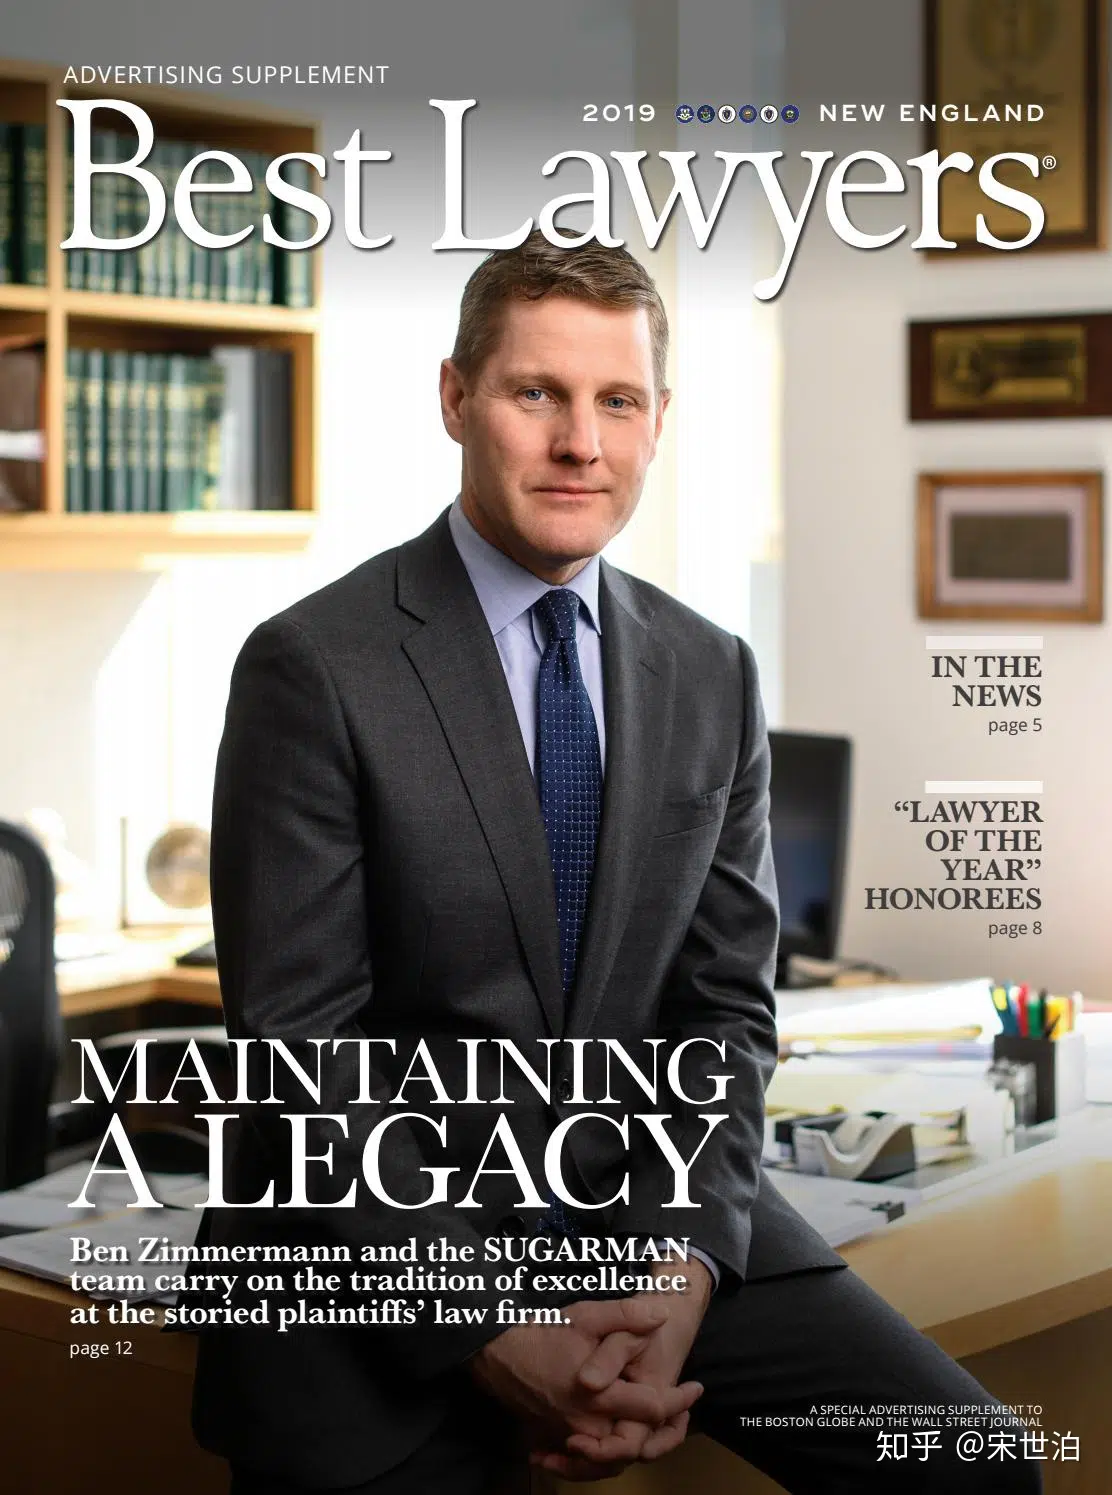 ADVERTISING SUPPLEMENT
2019 NEW ENGLAND
Best Lawyers®
IN THE
NEWS
page 5
“LAWYER
OF THE
YEAR”
HONOREES
page 8
MAINTAINING
A LEGACY
Ben Zimmermann and the SUGARMAN
team carry on the tradition of excellence
at the storied plaintiffs’ law firm.
page 12
A SPECIAL ADVERTISING SUPPLEMENT TO
THE BOSTON GLOBE AND THE WALL STREET JOURNAL
知乎 @宋世泊